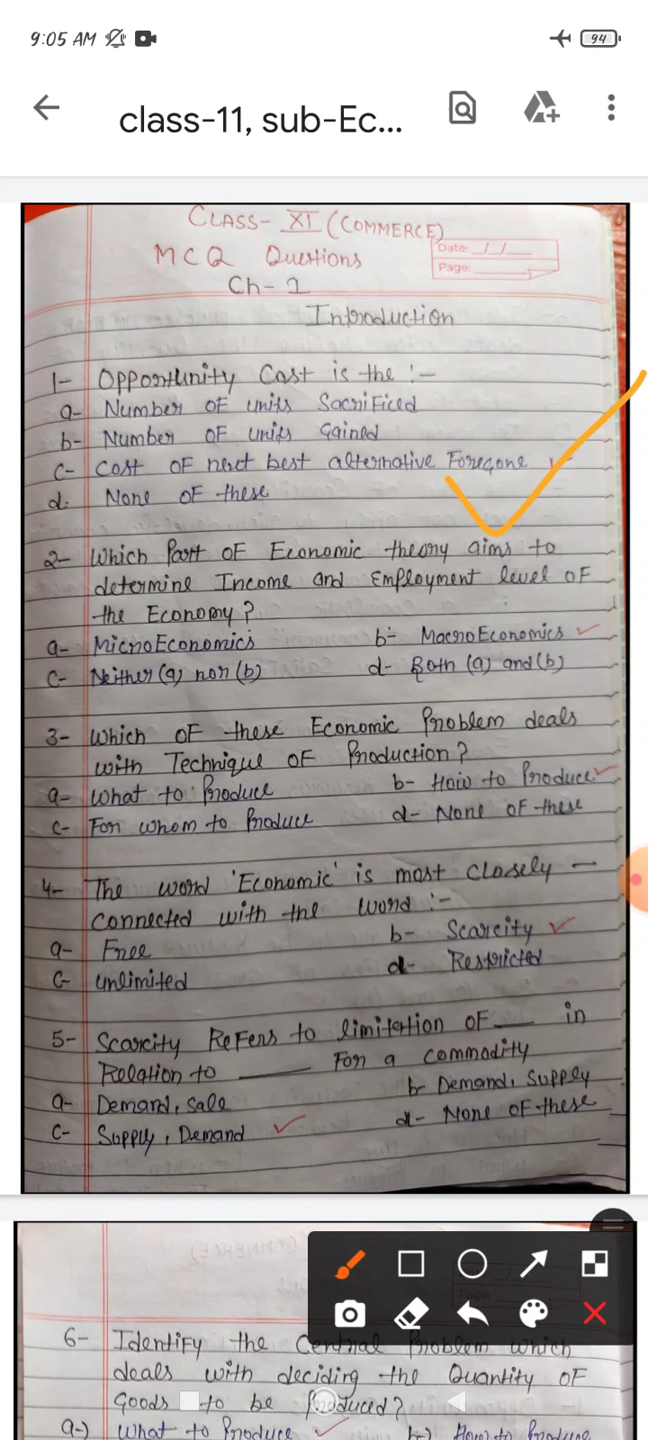 9:05 AM
94
class-11, sub-Ec...
CLASS- XI (COMMERCE)
MCQ Questions
Date: / /
Page:
Ch-1
Introduction
1- Opportunity Cost is the :-
a- Number OF units Sacrificed
b- Number OF units Gained
c- Cost OF next best alternative Foregone
d. None OF these
2- Which Part OF Economic theory aims to
determine Income and Employment level OF
the Economy?
a- MicroEconomics b- MacroEconomics
c- Neither (a) nor (b) d- Both (a) and (b)
3- Which OF these Economic Problem deals
with Technique OF Production?
a- What to Produce b- How to Produce
c- For whom to Produce d- None OF these
4- The word 'Economic' is most closely -
connected with the word :-
a- Free b- Scarcity
c- unlimited d- Restricted
5- Scarcity Refers to limitation OF __ in
Relation to ____ For a commodity
a- Demand, Sale b- Demand, Supply
c- Supply, Demand d- None OF these
6- Identify the Central Problem which
deals with deciding the Quantity OF
Goods to be Produced?
a-) What to Produce b-) How to Produce